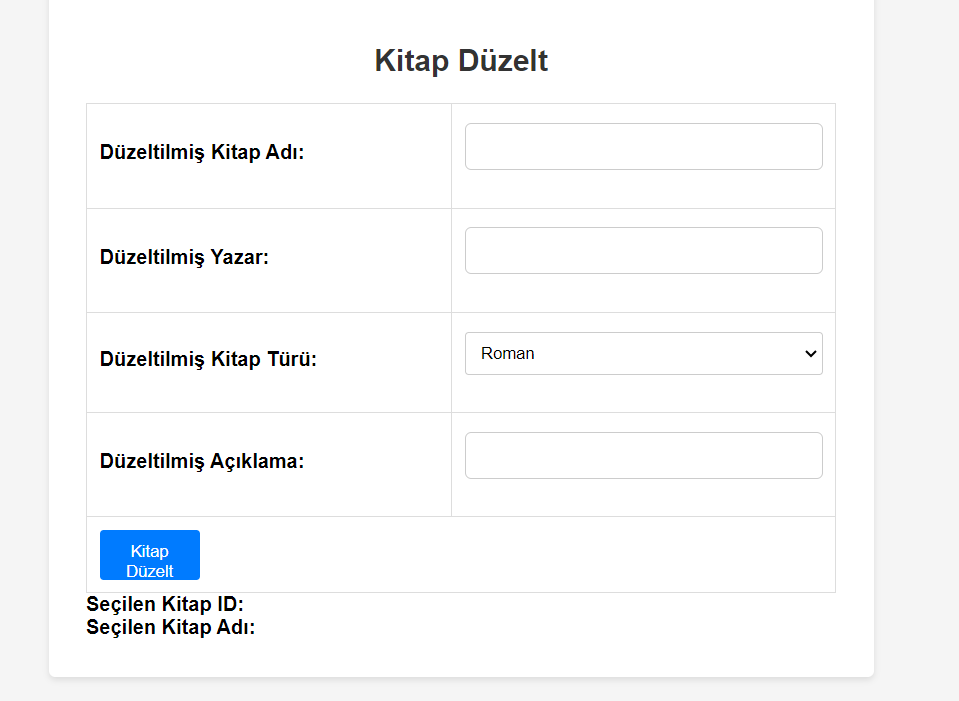 Kitap Düzelt
Düzeltilmiş Kitap Adı:
Düzeltilmiş Yazar:
Düzeltilmiş Kitap Türü:
Roman
Düzeltilmiş Açıklama:
Kitap
Düzelt
Seçilen Kitap ID:
Seçilen Kitap Adı: